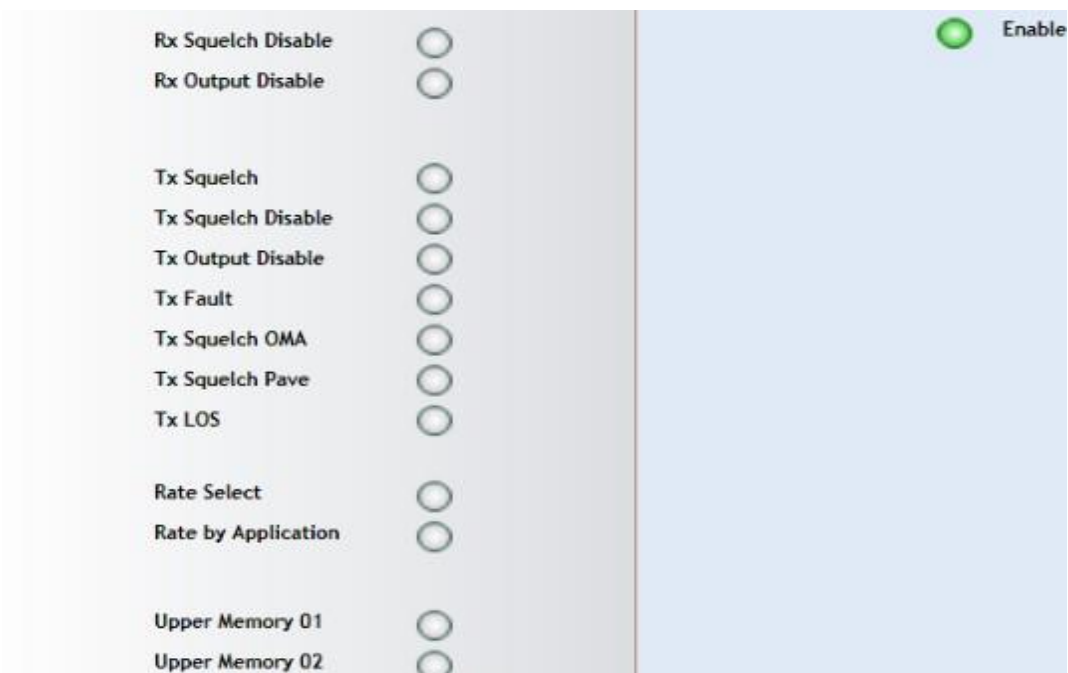 Rx Squelch Disable
Enable
Rx Output Disable
Tx Squelch
Tx Squelch Disable
Tx Output Disable
Tx Fault
Tx Squelch OMA
Tx Squelch Pave
Tx LOS
Rate Select
Rate by Application
Upper Memory 01
Upper Memory 02